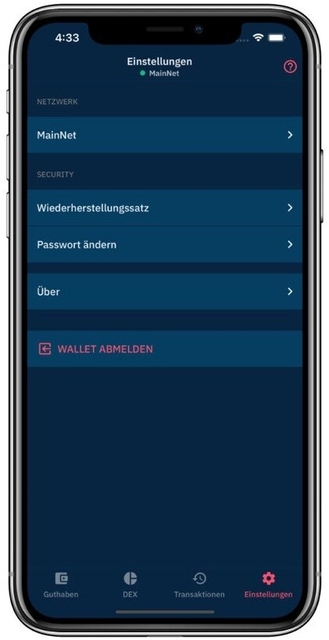 4:33
Einstellungen
MainNet
NETZWERK
MainNet
SECURITY
Wiederherstellungssatz
Passwort ändern
Über
WALLET ABMELDEN
Guthaben
DEX
Transaktionen
Einstellungen